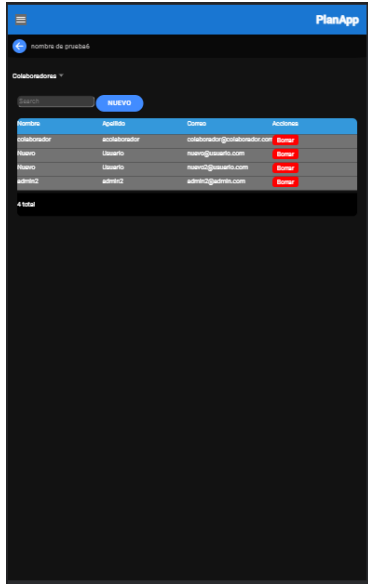 PlanApp
nombre de prueba6
Colaboradores
Search
NUEVO
Nombre Apellido Correo Acciones
colaborador acolaborador colaborador@colaborador.com Borrar
Nuevo Usuario nuevo@usuario.com Borrar
Nuevo Usuario nuevo2@usuario.com Borrar
admin2 admin2 admin2@admin.com Borrar
4 total